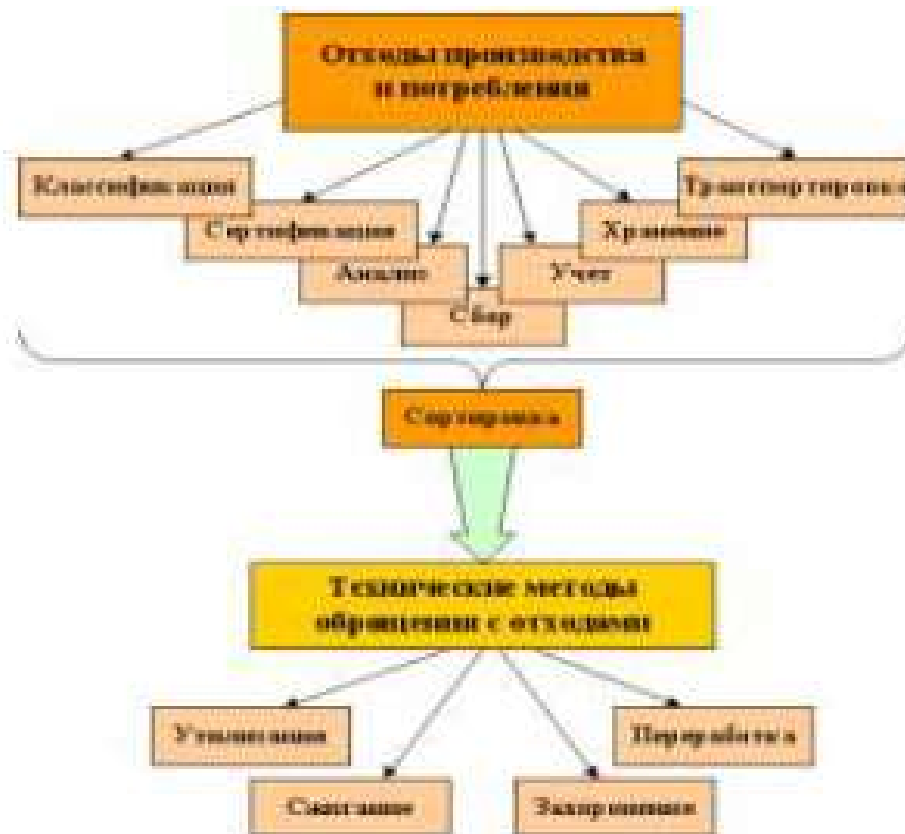 Отходы производства
и потребления
Классификация
Транспортировка
Сертификация
Хранение
Анализ
Учет
Сбор
Сортировка
Технические методы
обращения с отходами
Утилизация
Переработка
Сжигание
Захоронение